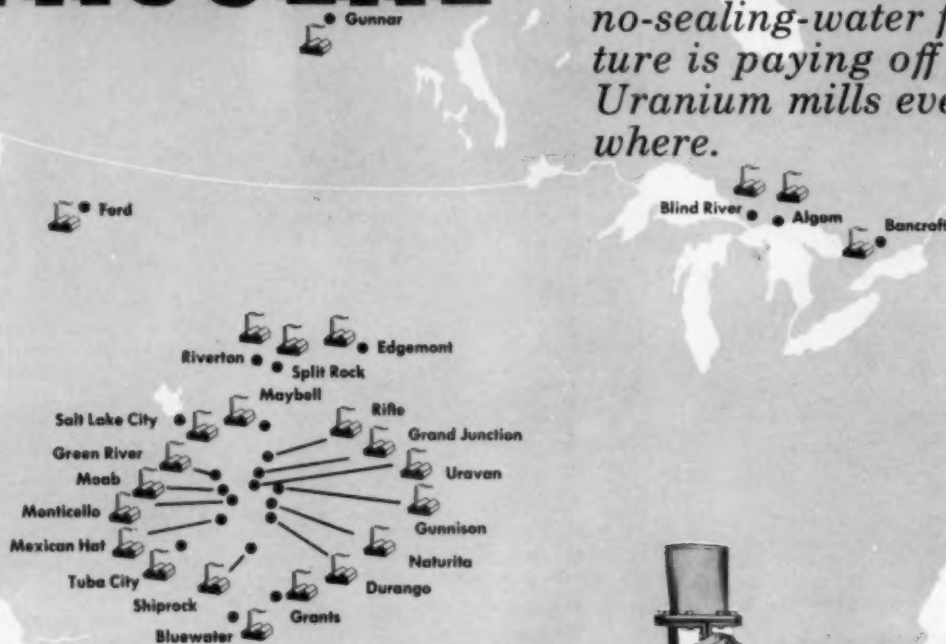 Gunnar
no-sealing-water
ture is paying off
Uranium mills
where.
Ford
Blind River
Algom
Bancroft
Riverton
Split Rock
Edgemont
Maybell
Salt Lake City
Rifle
Green River
Grand Junction
Moab
Uravan
Monticello
Gunnison
Mexican Hat
Naturita
Tuba City
Durango
Shiprock
Grants
Bluewater